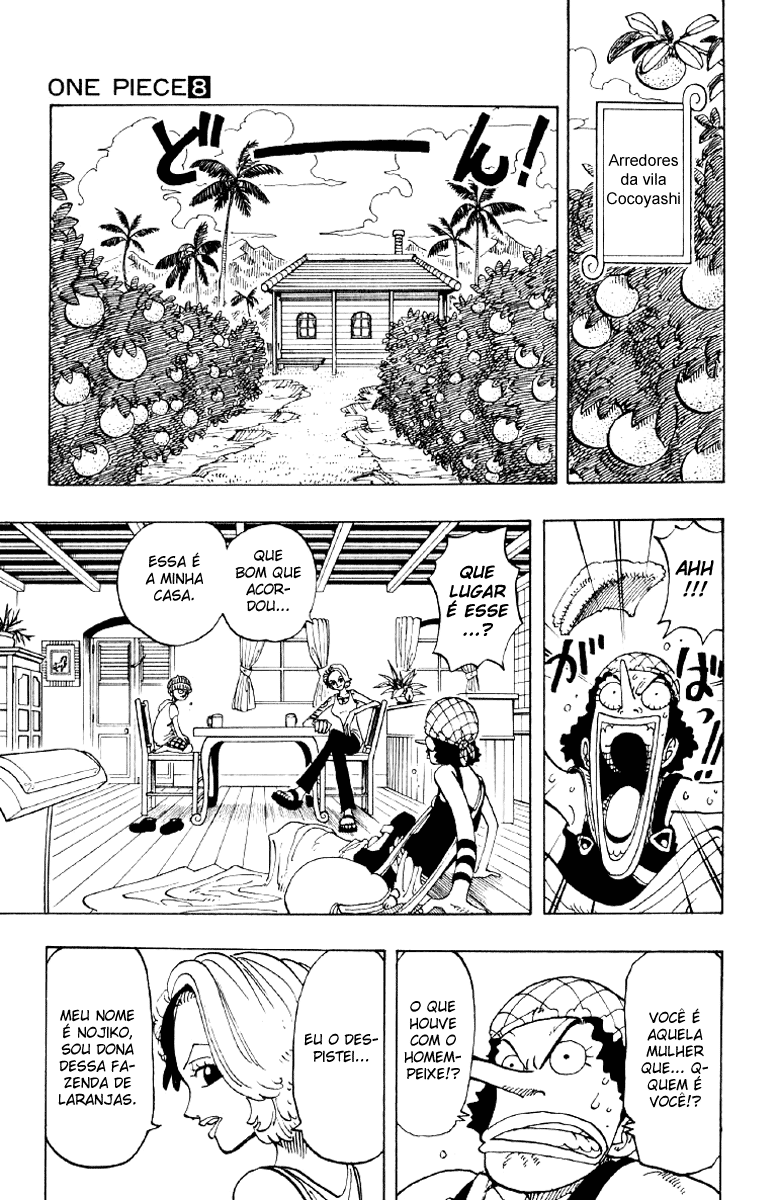 ONE PIECE 8
Arredores
da vila
Cocoyashi
どーん!
AHH
!!!
がばっ!!
QUE
LUGAR
É ESSE
...?
QUE
BOM QUE
ACOR-
DOU...
ESSA É
A MINHA
CASA.
VOCÊ É
AQUELA
MULHER
QUE... Q-
QUEM É
VOCÊ!?
O QUE
HOUVE
COM O
HOMEM-
PEIXE!?
EU O DES-
PISTEI...
MEU NOME
É NOJIKO,
SOU DONA
DESSA FA-
ZENDA DE
LARANJAS.